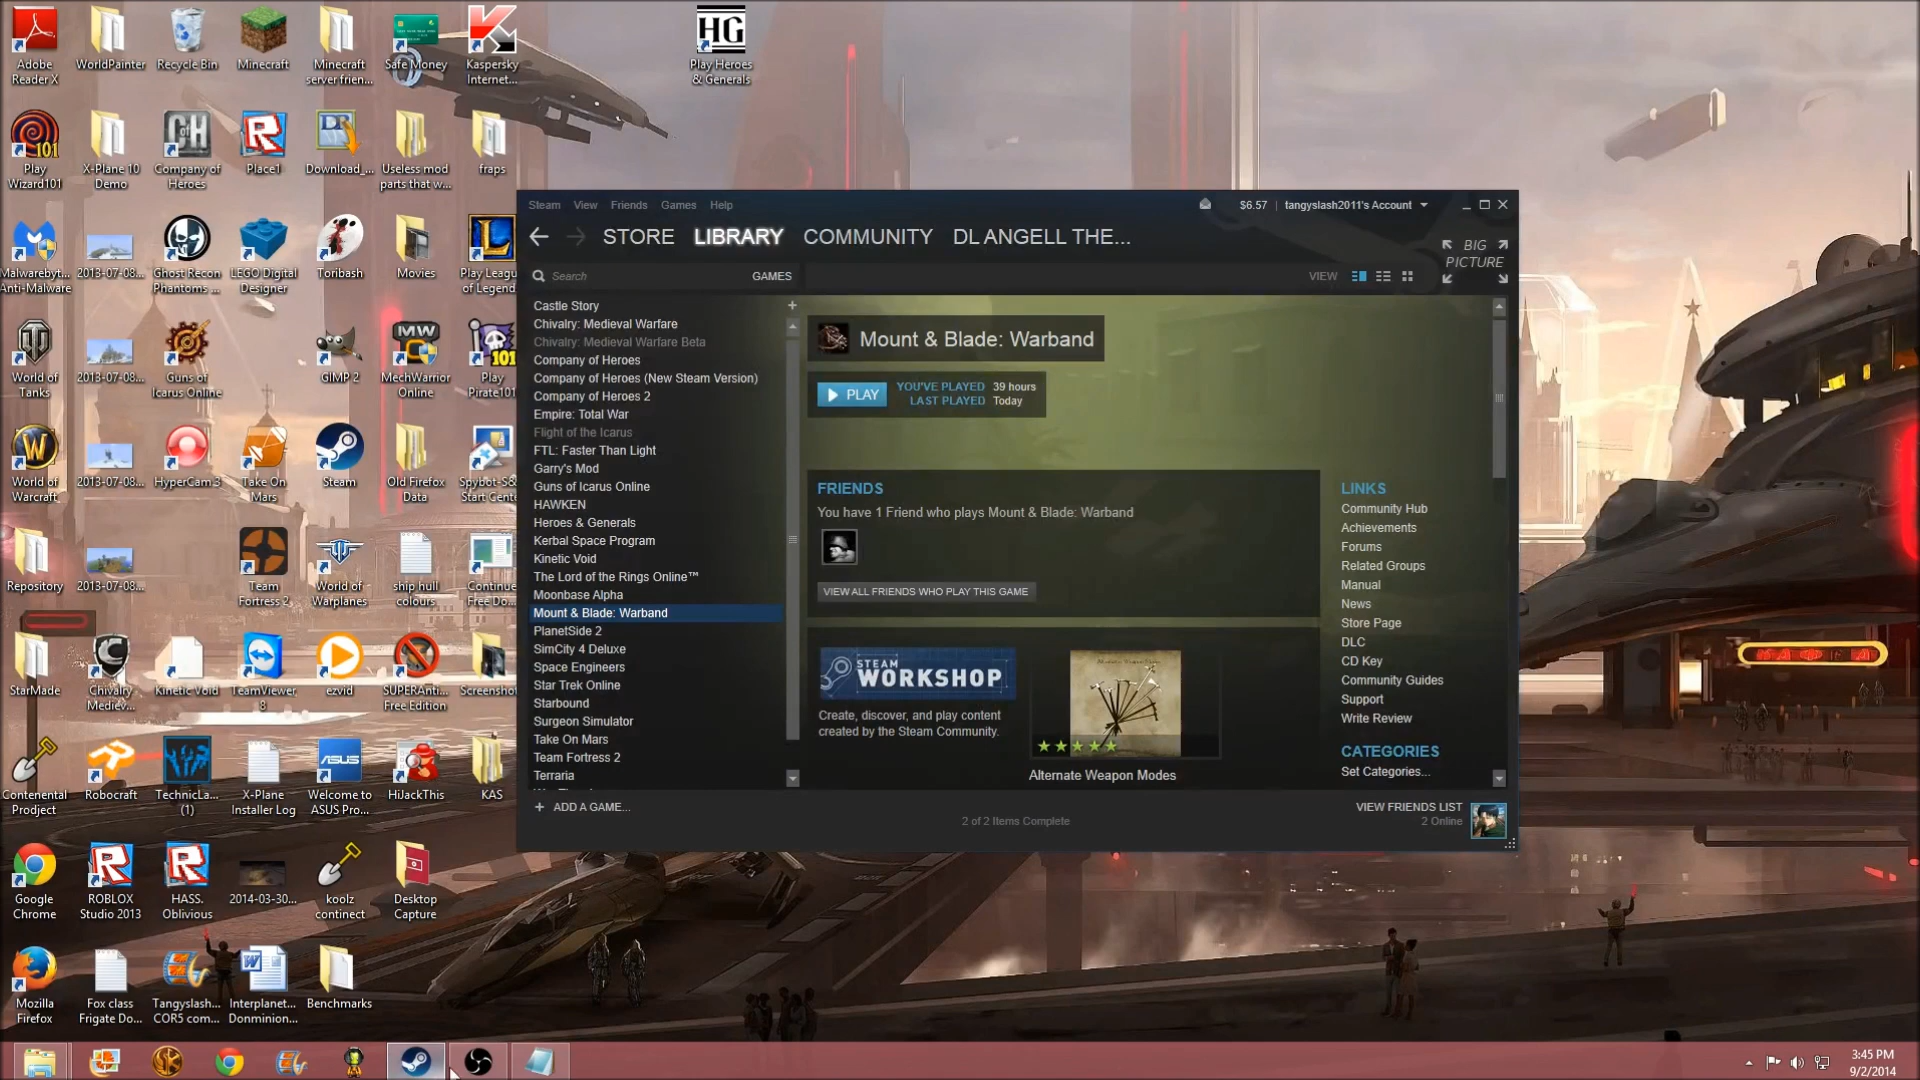 Adobe
Reader X
WorldPainter
Recycle Bin
Minecraft
Minecraft
server frien...
Safe Money
Kaspersky
Internet...
HG
Play Heroes
& Generals
Play
Wizard101
X-Plane 10
Demo
Company of
Heroes
Place1
Download_...
Useless mod
parts that w...
fraps
Malwarebyt...
Anti-Malware
2013-07-08...
Ghost Recon
Phantoms ...
LEGO Digital
Designer
Toribash
Movies
Play Leagu
of Legend
World of
Tanks
2013-07-08...
Guns of
Icarus Online
GIMP 2
MechWarrior
Online
Play
Pirate101
World of
Warcraft
2013-07-08...
HyperCam 3
Take On
Mars
Steam
Old Firefox
Data
Spybot-S&
Start Cente
Repository
2013-07-08...
Team
Fortress 2
World of
Warplanes
ship hull
colours
Continue
Free Do...
StarMade
Chivalry
Mediev...
Kinetic Void
TeamViewer
8
ezvid
SUPERAnti...
Free Edition
Screenshot
Contenental
Prodject
Robocraft
TechnicLa...
(1)
X-Plane
Installer Log
Welcome to
ASUS Pro...
HiJackThis
KAS
Google
Chrome
ROBLOX
Studio 2013
HASS.
Oblivious
2014-03-30...
koolz
continect
Desktop
Capture
Mozilla
Firefox
Fox class
Frigate Do...
Tangyslash...
COR5 com...
Interplanet...
Donminion...
Benchmarks
Steam View Friends Games Help
$6.57 | tangyslash2011's Account
STORE LIBRARY COMMUNITY DL ANGELL THE...
BIG
PICTURE
Search GAMES
VIEW
Castle Story
Chivalry: Medieval Warfare
Chivalry: Medieval Warfare Beta
Company of Heroes
Company of Heroes (New Steam Version)
Company of Heroes 2
Empire: Total War
Flight of the Icarus
FTL: Faster Than Light
Garry's Mod
Guns of Icarus Online
HAWKEN
Heroes & Generals
Kerbal Space Program
Kinetic Void
The Lord of the Rings Online™
Moonbase Alpha
Mount & Blade: Warband
PlanetSide 2
SimCity 4 Deluxe
Space Engineers
Star Trek Online
Starbound
Surgeon Simulator
Take On Mars
Team Fortress 2
Terraria
+ ADD A GAME...
Mount & Blade: Warband
PLAY
YOU'VE PLAYED 39 hours
LAST PLAYED Today
FRIENDS
You have 1 Friend who plays Mount & Blade: Warband
VIEW ALL FRIENDS WHO PLAY THIS GAME
STEAM
WORKSHOP
Create, discover, and play content
created by the Steam Community.
Alternate Weapon Modes
LINKS
Community Hub
Achievements
Forums
Related Groups
Manual
News
Store Page
DLC
CD Key
Community Guides
Support
Write Review
CATEGORIES
Set Categories...
2 of 2 Items Complete
VIEW FRIENDS LIST
2 Online
3:45 PM
9/2/2014